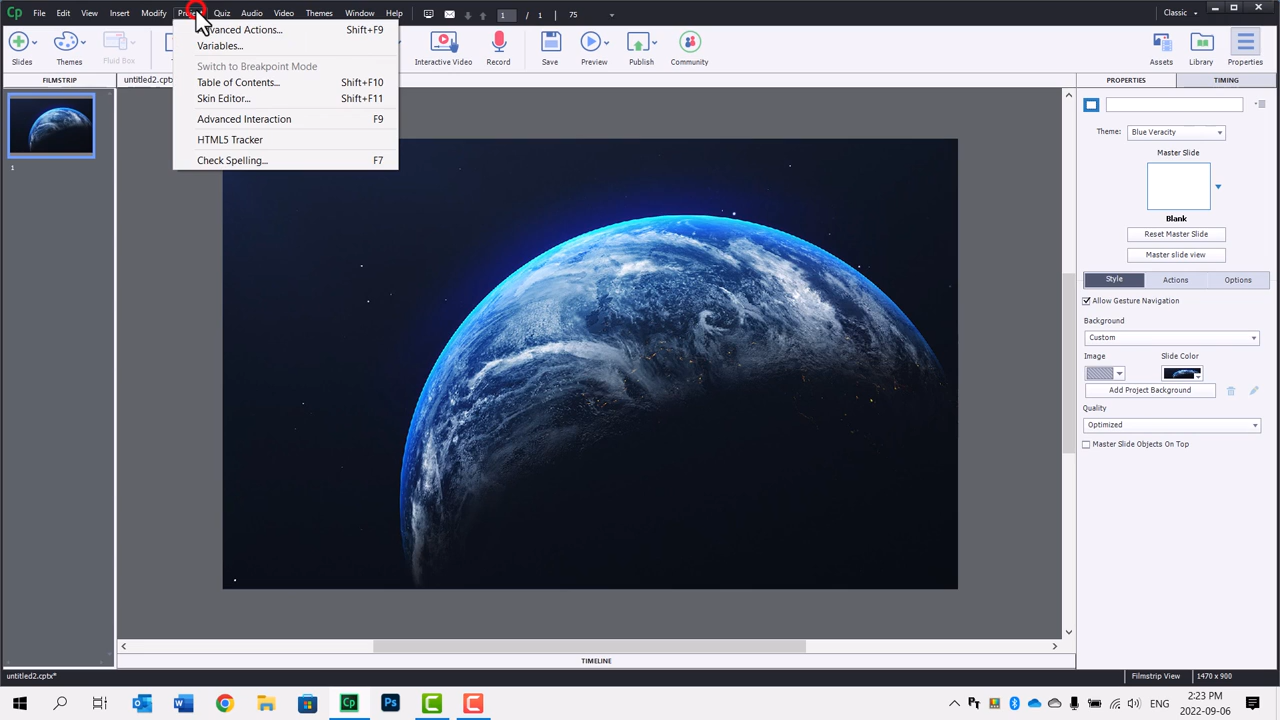 Cp File Edit View Insert Modify Quiz Audio Video Themes Window Help 1 / 1 75 Classic
Advanced Actions... Shift+F9
Variables...
Switch to Breakpoint Mode
Table of Contents... Shift+F10
Skin Editor... Shift+F11
Advanced Interaction F9
HTML5 Tracker
Check Spelling... F7
Slides Themes Fluid Box Interactive Video Record Save Preview Publish Community Assets Library Properties
FILMSTRIP
untitled2.cptx
1
PROPERTIES TIMING
Theme: Blue Veracity
Master Slide
Blank
Reset Master Slide
Master slide view
Style Actions Options
Allow Gesture Navigation
Background
Custom
Image Slide Color
Add Project Background
Quality
Optimized
Master Slide Objects On Top
TIMELINE
untitled2.cptx* Filmstrip View 1470 x 900
ENG 2:23 PM
2022-09-06